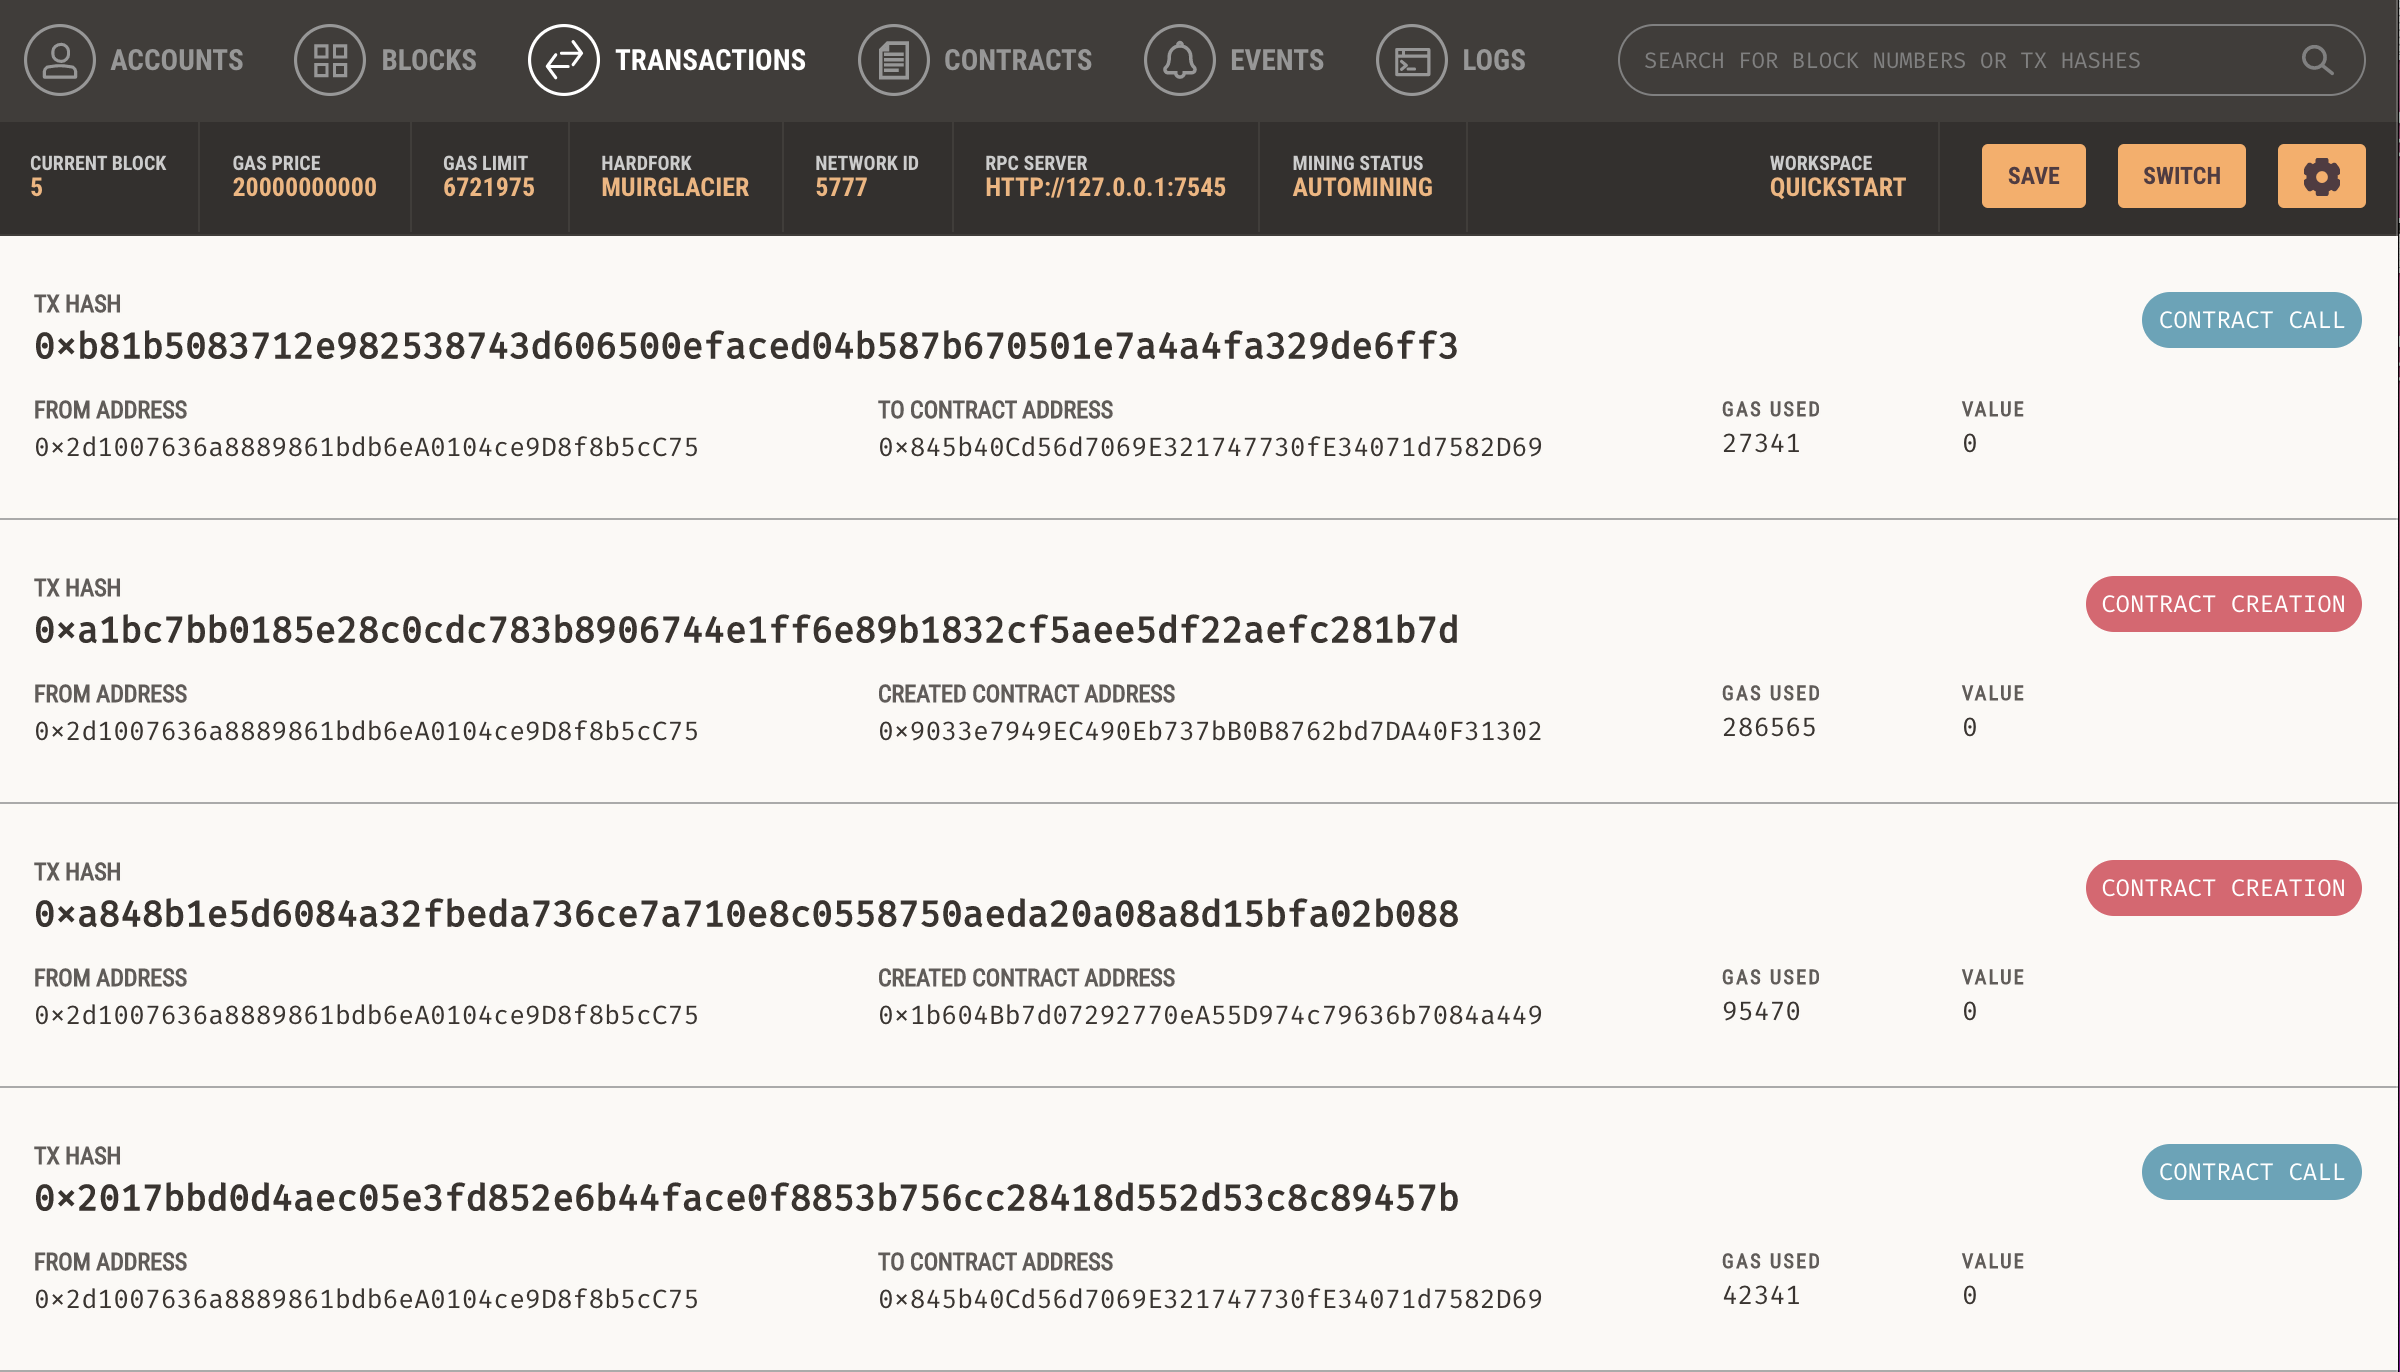 ACCOUNTS BLOCKS TRANSACTIONS CONTRACTS EVENTS LOGS SEARCH FOR BLOCK NUMBERS OR TX HASHES
CURRENT BLOCK GAS PRICE GAS LIMIT HARDFORK NETWORK ID RPC SERVER MINING STATUS WORKSPACE
5 20000000000 6721975 MUIRGLACIER 5777 HTTP://127.0.0.1:7545 AUTOMINING QUICKSTART SAVE SWITCH
TX HASH
0×b81b5083712e982538743d606500efaced04b587b670501e7a4a4fa329de6ff3 CONTRACT CALL
FROM ADDRESS TO CONTRACT ADDRESS GAS USED VALUE
0×2d1007636a8889861bdb6eA0104ce9D8f8b5cC75 0×845b40Cd56d7069E321747730fE34071d7582D69 27341 0
TX HASH
0×a1bc7bb0185e28c0cdc783b8906744e1ff6e89b1832cf5aee5df22aefc281b7d CONTRACT CREATION
FROM ADDRESS CREATED CONTRACT ADDRESS GAS USED VALUE
0×2d1007636a8889861bdb6eA0104ce9D8f8b5cC75 0×9033e7949EC490Eb737bB0B8762bd7DA40F31302 286565 0
TX HASH
0×a848b1e5d6084a32fbeda736ce7a710e8c0558750aeda20a08a8d15bfa02b088 CONTRACT CREATION
FROM ADDRESS CREATED CONTRACT ADDRESS GAS USED VALUE
0×2d1007636a8889861bdb6eA0104ce9D8f8b5cC75 0×1b604Bb7d07292770eA55D974c79636b7084a449 95470 0
TX HASH
0×2017bbd0d4aec05e3fd852e6b44face0f8853b756cc28418d552d53c8c89457b CONTRACT CALL
FROM ADDRESS TO CONTRACT ADDRESS GAS USED VALUE
0×2d1007636a8889861bdb6eA0104ce9D8f8b5cC75 0×845b40Cd56d7069E321747730fE34071d7582D69 42341 0